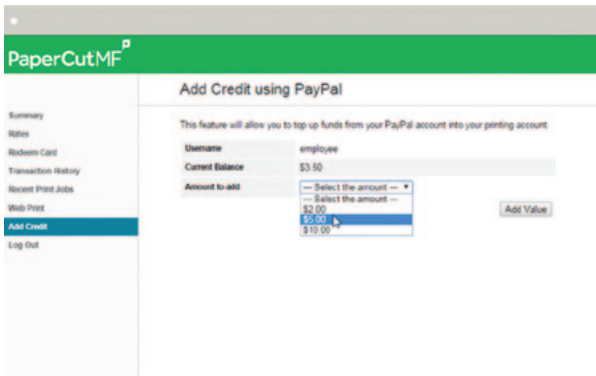 PaperCutMF
Add Credit using PayPal
Summary
Rates
Redeem Card
Transaction History
Recent Print Jobs
Web Print
Add Credit
Log Out
This feature will allow you to top up funds from your PayPal account into your printing account
Username employee
Current Balance $3.50
Amount to add --- Select the amount ---
--- Select the amount ---
$2.00
$5.00
$10.00
Add Value